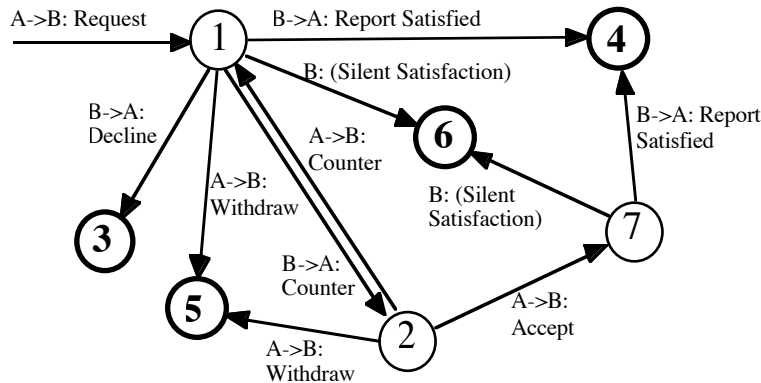 A->B: Request
1
B->A: Report Satisfied
4
B: (Silent Satisfaction)
B->A:
Decline
A->B:
Counter
6
B->A: Report
Satisfied
A->B:
Withdraw
B: (Silent
Satisfaction)
3
7
B->A:
Counter
5
A->B:
Accept
2
A->B:
Withdraw